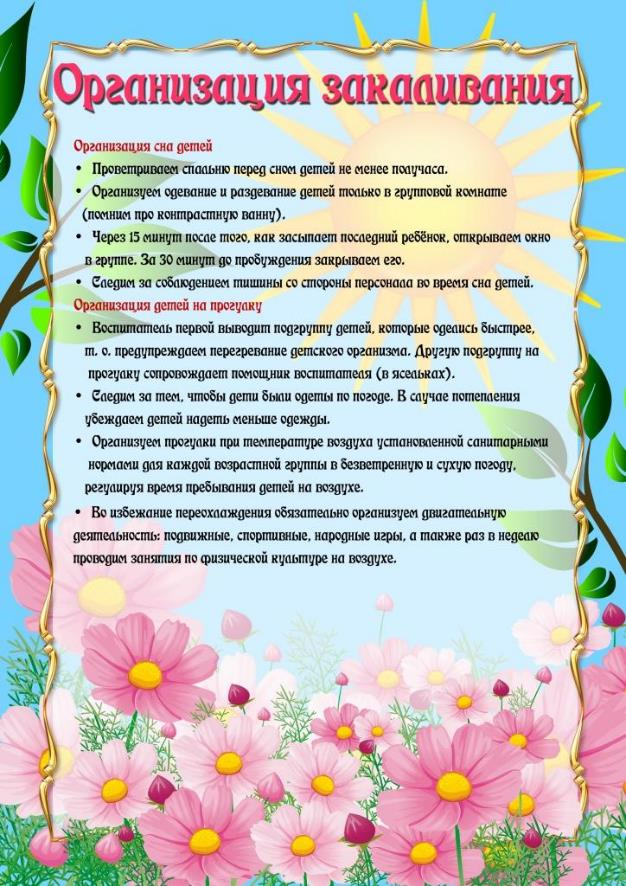 Организация закаливания
Организация сна детей
• Проветриваем спальню перед сном детей не менее получаса.
• Организуем одевание и раздевание детей только в групповой комнате
(помним про контрастную ванну).
• Через 15 минут после того, как засыпает последний ребёнок, открываем окно
в группе. За 30 минут до пробуждения закрываем его.
• Следим за соблюдением тишины со стороны персонала во время сна детей.
Организация детей на прогулку
• Воспитатель первой выводит подгруппу детей, которые оделись быстрее,
т. о. предупреждаем перегревание детского организма. Другую подгруппу на
прогулку сопровождает помощник воспитателя (в ясельках).
• Следим за тем, чтобы дети были одеты по погоде. В случае потепления
убеждаем детей надеть меньше одежды.
• Организуем прогулки при температуре воздуха установленной санитарными
нормами для каждой возрастной группы в безветренную и сухую погоду,
регулируя время пребывания детей на воздухе.
• Во избежание переохлаждения обязательно организуем двигательную
деятельность: подвижные, спортивные, народные игры, а также раз в неделю
проводим занятия по физической культуре на воздухе.